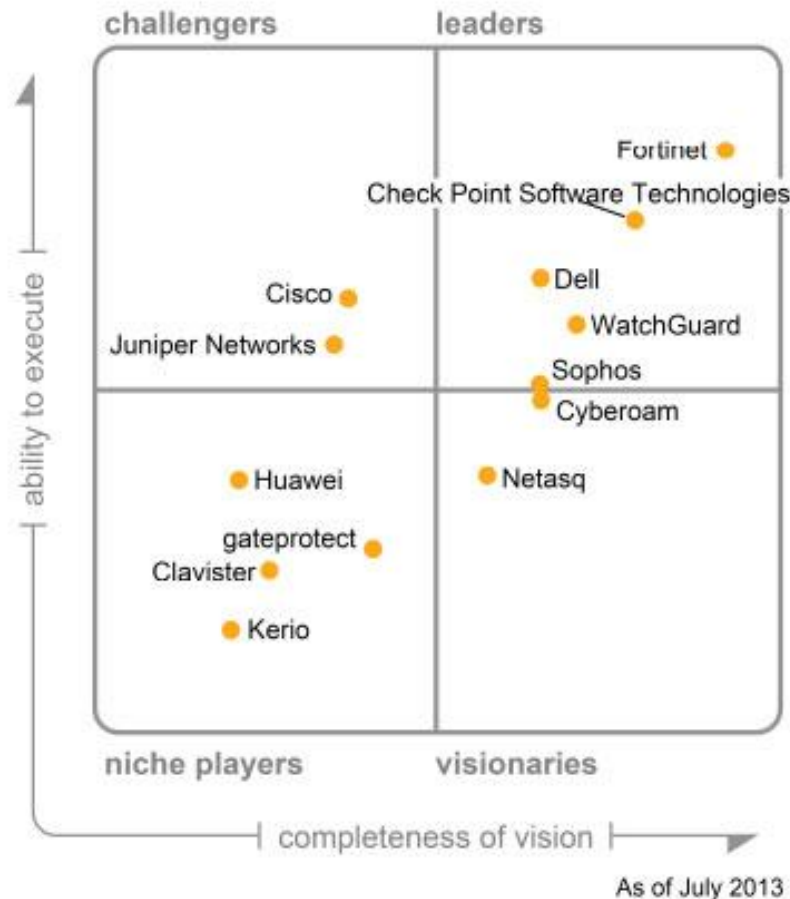 challengers
leaders
Fortinet
Check Point Software Technologies
Dell
Cisco
WatchGuard
Juniper Networks
Sophos
Cyberoam
Huawei
Netasq
gateprotect
Clavister
Kerio
niche players
visionaries
ability to execute
completeness of vision
As of July 2013